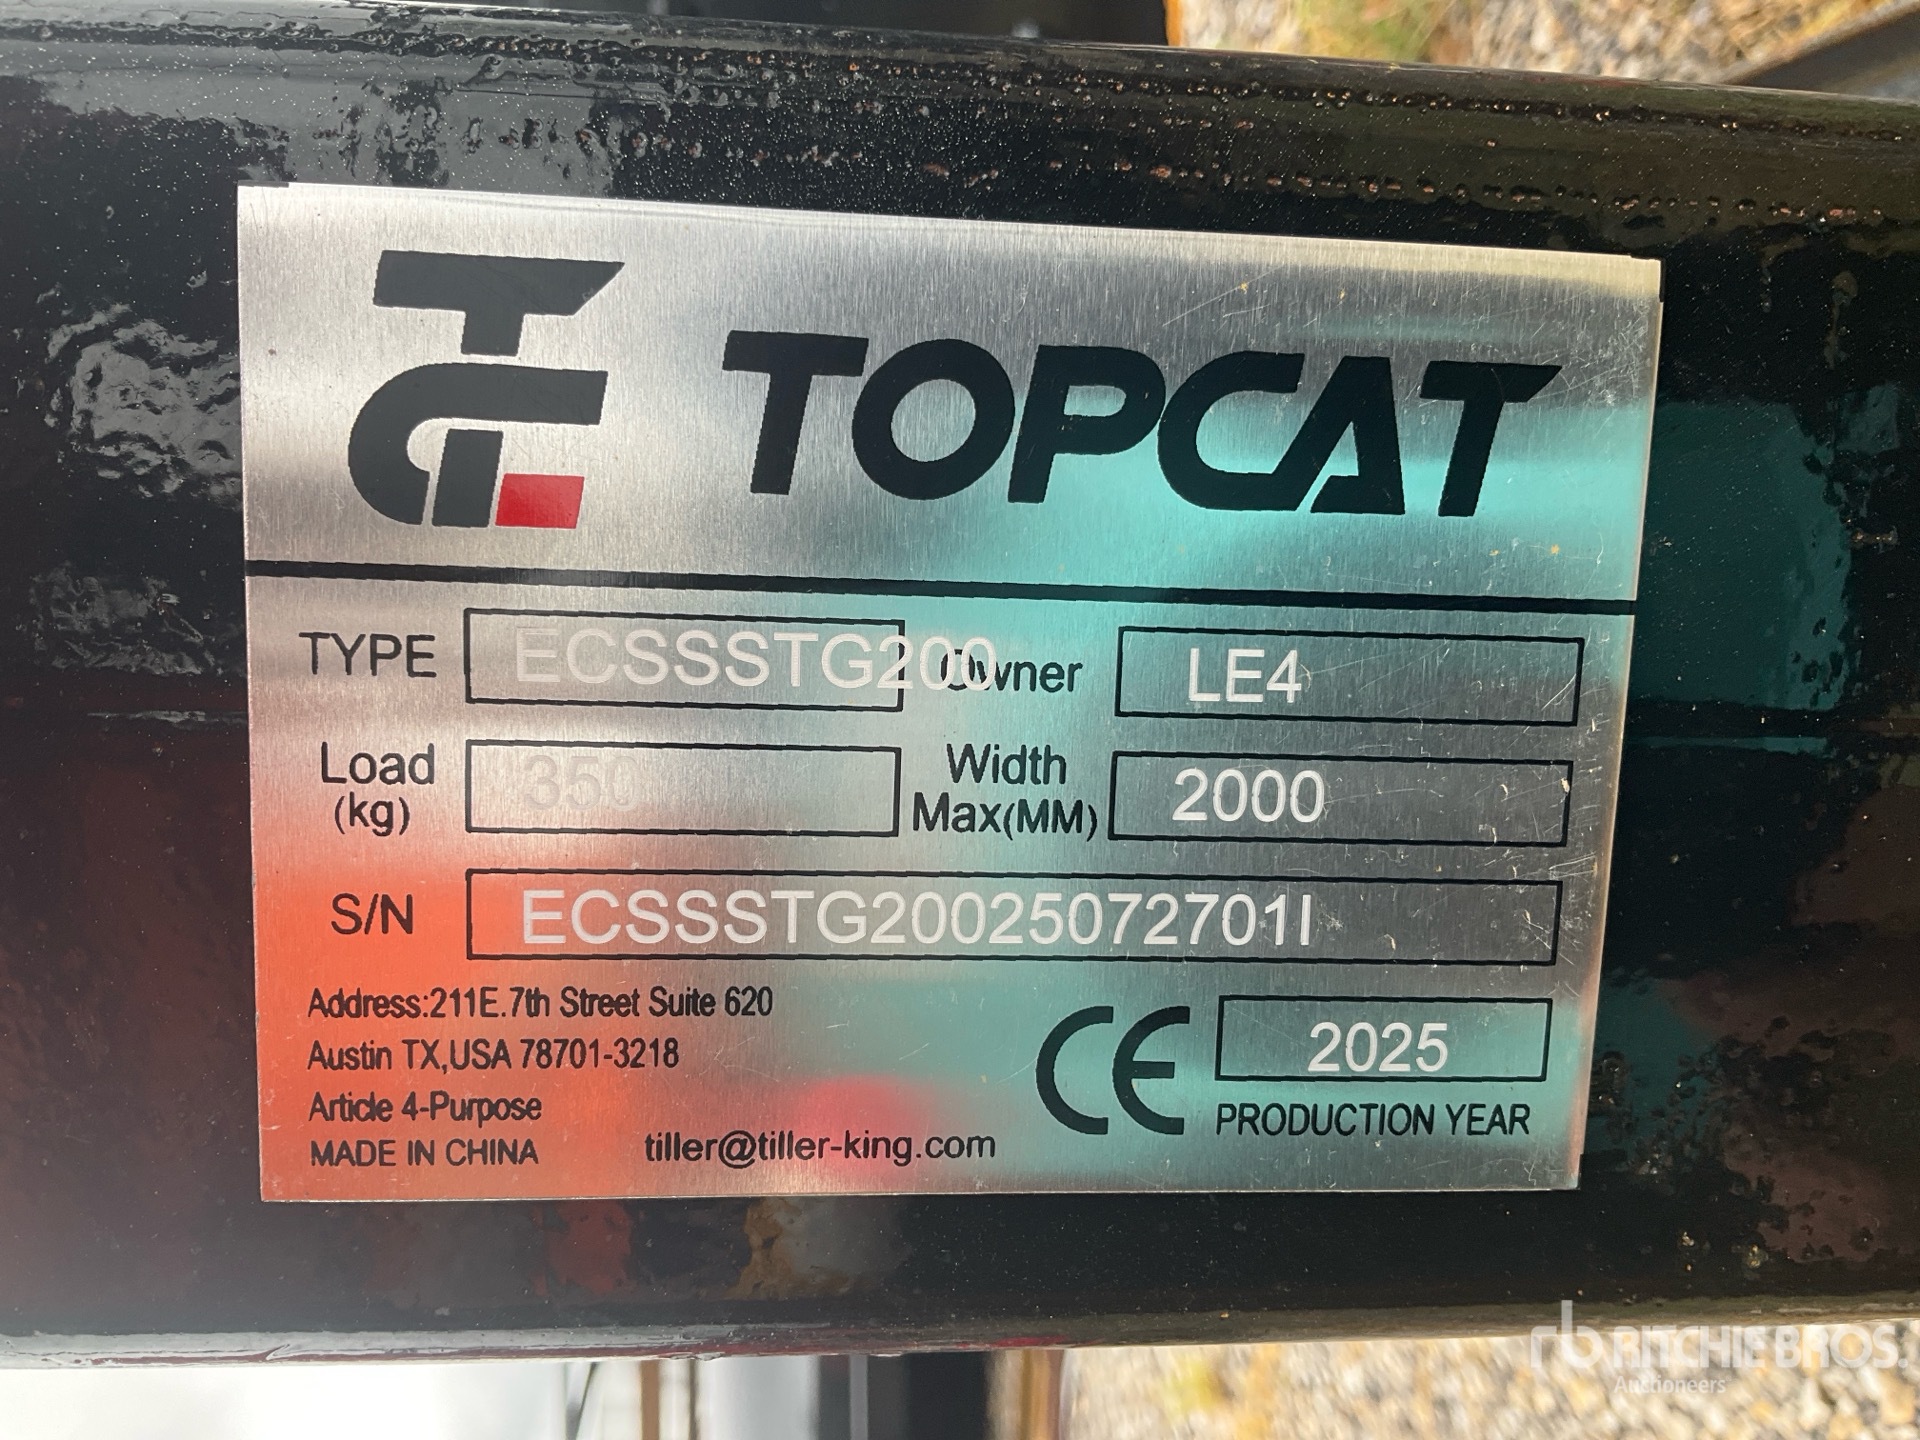 TC TOPCAT
TYPE ECSSSTG200 Owner LE4
Load (kg) 350 Width Max(MM) 2000
S/N ECSSSTG20025072701I
Address:211E.7th Street Suite 620
Austin TX,USA 78701-3218
Article 4-Purpose
MADE IN CHINA
tiller@tiller-king.com
CE 2025
PRODUCTION YEAR
rb RITCHIE BROS.
Auctioneers